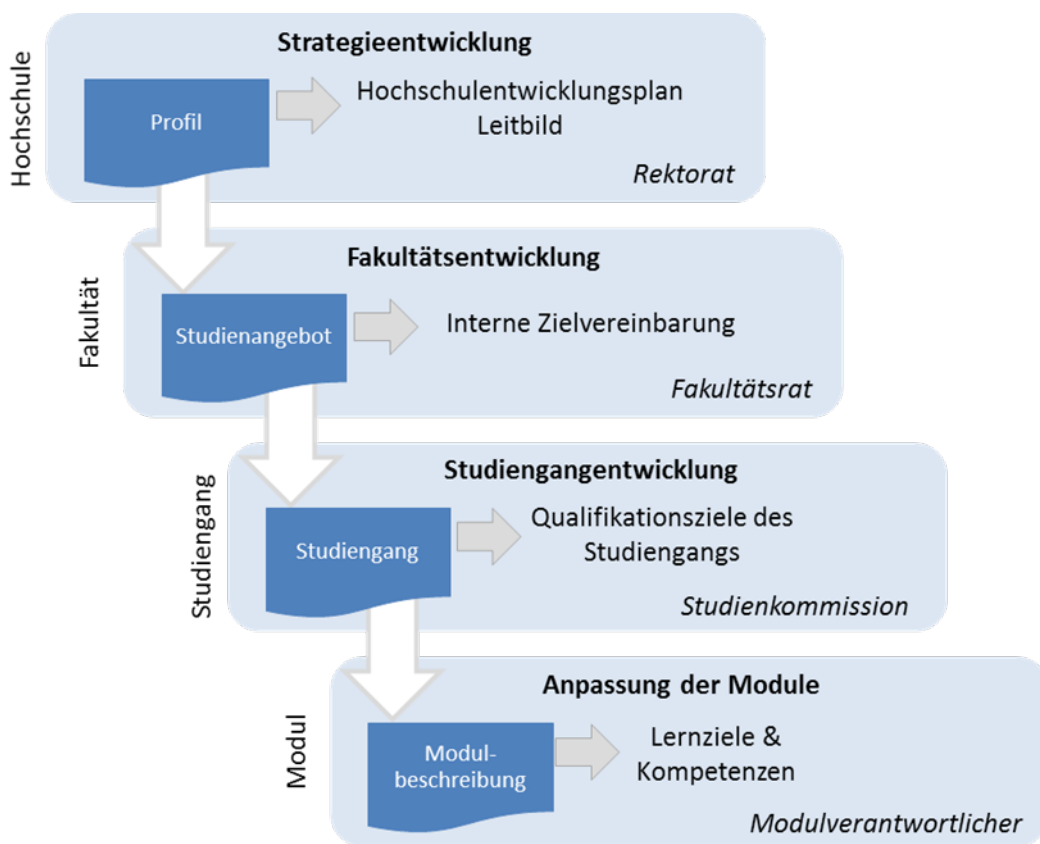 Hochschule
Strategieentwicklung
Profil
Hochschulentwicklungsplan
Leitbild
Rektorat
Fakultät
Fakultätsentwicklung
Studienangebot
Interne Zielvereinbarung
Fakultätsrat
Studiengang
Studiengangentwicklung
Studiengang
Qualifikationsziele des
Studiengangs
Studienkommission
Modul
Anpassung der Module
Modul-
beschreibung
Lernziele &
Kompetenzen
Modulverantwortlicher